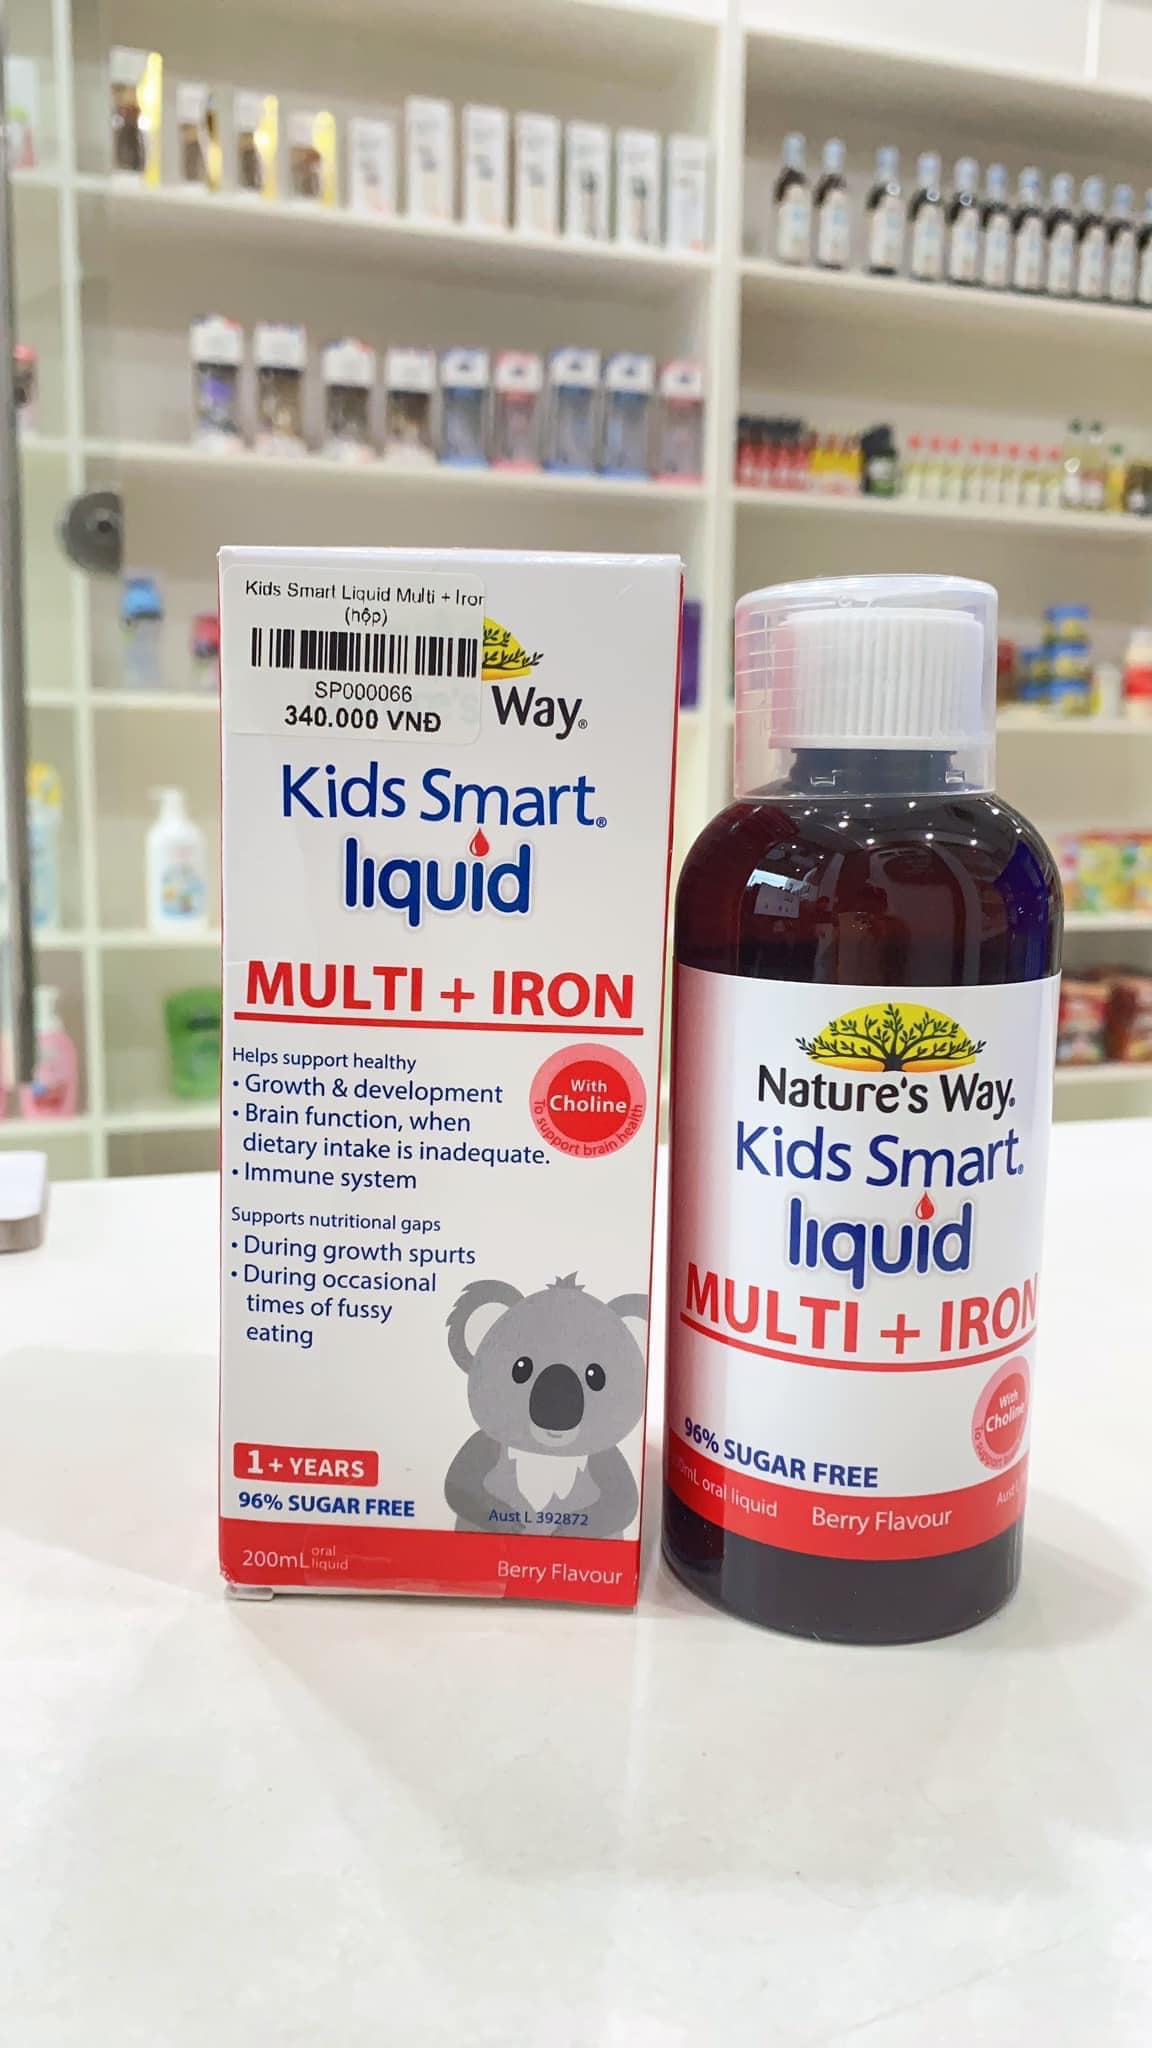 Kids Smart Liquid Multi + Iron
(hộp)
SP000066
340.000 VNĐ
Way®
Kids Smart®
liquid
MULTI + IRON
Helps support healthy
• Growth & development
• Brain function, when
dietary intake is inadequate.
• Immune system
With
Choline
To support brain health
Supports nutritional gaps
• During growth spurts
• During occasional
times of fussy
eating
1+ YEARS
96% SUGAR FREE
Aust L 392872
200mL oral liquid
Berry Flavour
Nature's Way®
Kids Smart®
liquid
MULTI + IRON
With
Choline
To support
96% SUGAR FREE
oral liquid
Berry Flavour
Aust L